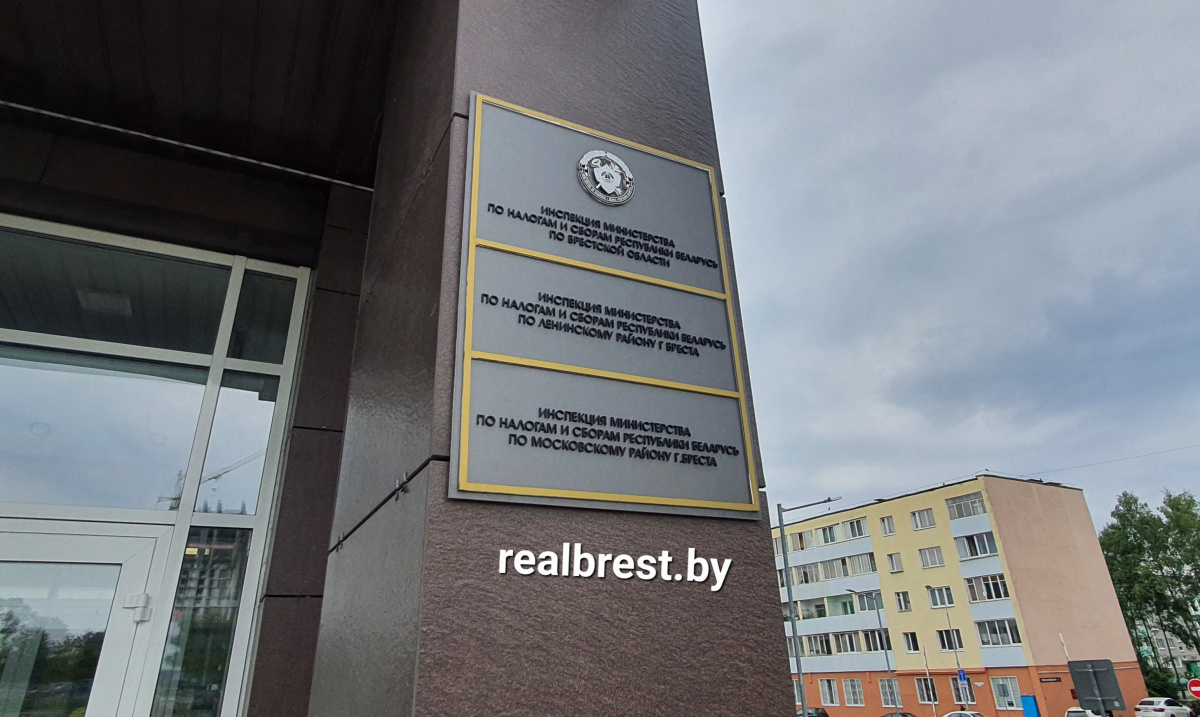 ИНСПЕКЦИЯ МИНИСТЕРСТВА
ПО НАЛОГАМ И СБОРАМ РЕСПУБЛИКИ БЕЛАРУСЬ
ПО БРЕСТСКОЙ ОБЛАСТИ
ИНСПЕКЦИЯ МИНИСТЕРСТВА
ПО НАЛОГАМ И СБОРАМ РЕСПУБЛИКИ БЕЛАРУСЬ
ПО ЛЕНИНСКОМУ РАЙОНУ Г БРЕСТА
ИНСПЕКЦИЯ МИНИСТЕРСТВА
ПО НАЛОГАМ И СБОРАМ РЕСПУБЛИКИ БЕЛАРУСЬ
ПО МОСКОВСКОМУ РАЙОНУ Г.БРЕСТА
realbrest.by